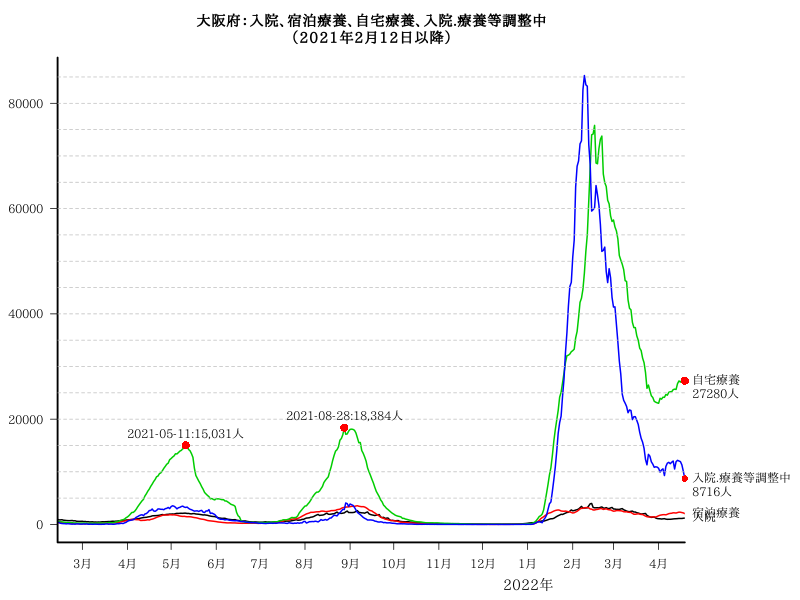 大阪府：入院、宿泊療養、自宅療養、入院.療養等調整中
（2021年2月12日以降）
80000
60000
40000
20000
0
2021-05-11:15,031人
2021-08-28:18,384人
自宅療養
27280人
入院.療養等調整中
8716人
宿泊療養
入院
3月 4月 5月 6月 7月 8月 9月 10月 11月 12月 1月 2月 3月 4月
2022年